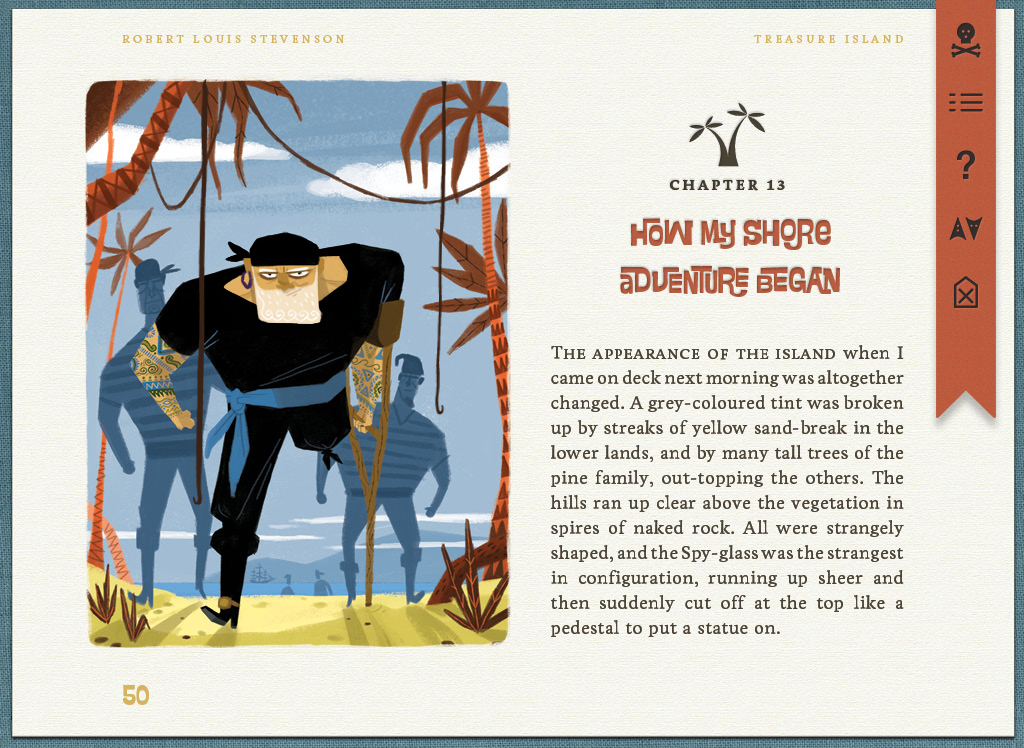 ROBERT LOUIS STEVENSON
TREASURE ISLAND
?
CHAPTER 13
HOW MY SHORE
ADVENTURE BEGAN
THE APPEARANCE OF THE ISLAND when I
came on deck next morning was altogether
changed. A grey-coloured tint was broken
up by streaks of yellow sand-break in the
lower lands, and by many tall trees of the
pine family, out-topping the others. The
hills ran up clear above the vegetation in
spires of naked rock. All were strangely
shaped, and the Spy-glass was the strangest
in configuration, running up sheer and
then suddenly cut off at the top like a
pedestal to put a statue on.
50